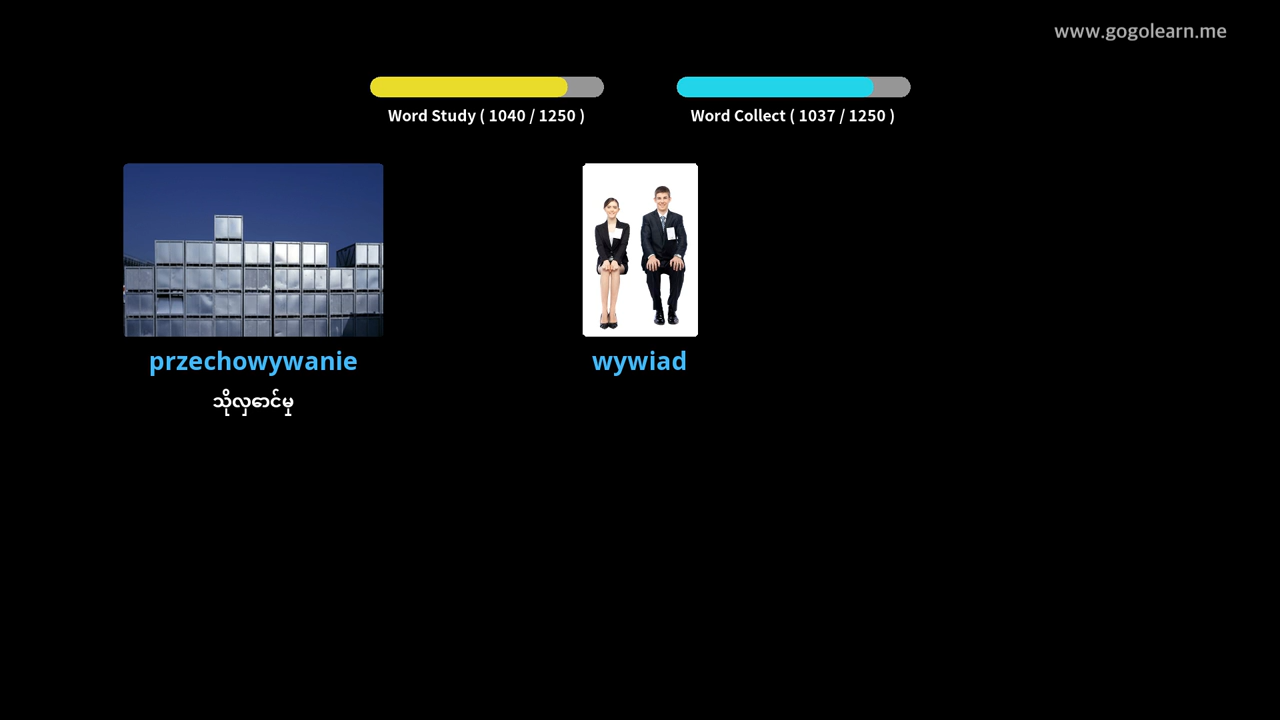 www.gogolearn.me
Word Study ( 1040 / 1250 )
Word Collect ( 1037 / 1250 )
przechowywanie
wywiad
သိုလှောင်မှု